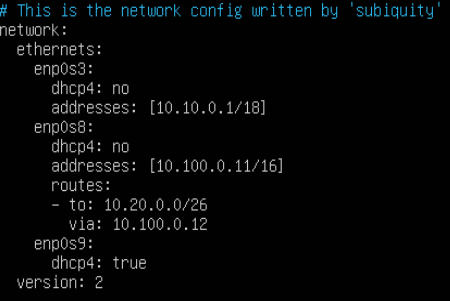 # This is the network config written by 'subiquity'
network:
  ethernets:
    enp0s3:
      dhcp4: no
      addresses: [10.10.0.1/18]
    enp0s8:
      dhcp4: no
      addresses: [10.100.0.11/16]
      routes:
      - to: 10.20.0.0/26
        via: 10.100.0.12
    enp0s9:
      dhcp4: true
  version: 2